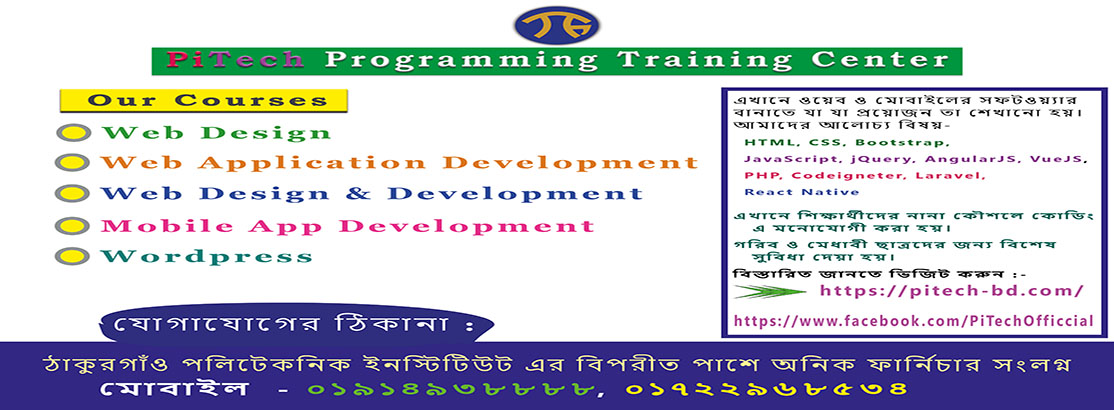 PiTech Programming Training Center
Our Courses
Web Design
Web Application Development
Web Design & Development
Mobile App Development
Wordpress
এখানে ওয়েব ও মোবাইলের সফটওয়্যার
বানাতে যা যা প্রয়োজন তা শেখানো হয়।
আমাদের আলোচ্য বিষয়-
HTML, CSS, Bootstrap,
JavaScript, jQuery, AngularJS, VueJS,
PHP, Codeigneter, Laravel,
React Native
এখানে শিক্ষার্থীদের নানা কৌশলে কোডিং
এ মনোযোগী করা হয়।
গরিব ও মেধাবী ছাত্রদের জন্য বিশেষ
সুবিধা দেয়া হয়।
বিস্তারিত জানতে ভিজিট করুন :-
https://pitech-bd.com/
https://www.facebook.com/PiTechOfficcial
যোগাযোগের ঠিকানা :
ঠাকুরগাঁও পলিটেকনিক ইনস্টিটিউট এর বিপরীত পাশে অনিক ফার্নিচার সংলগ্ন
মোবাইল - ০১৯১৪৯৩৮৮৮৮, ০১৭২২৯৬৮৫৩৪